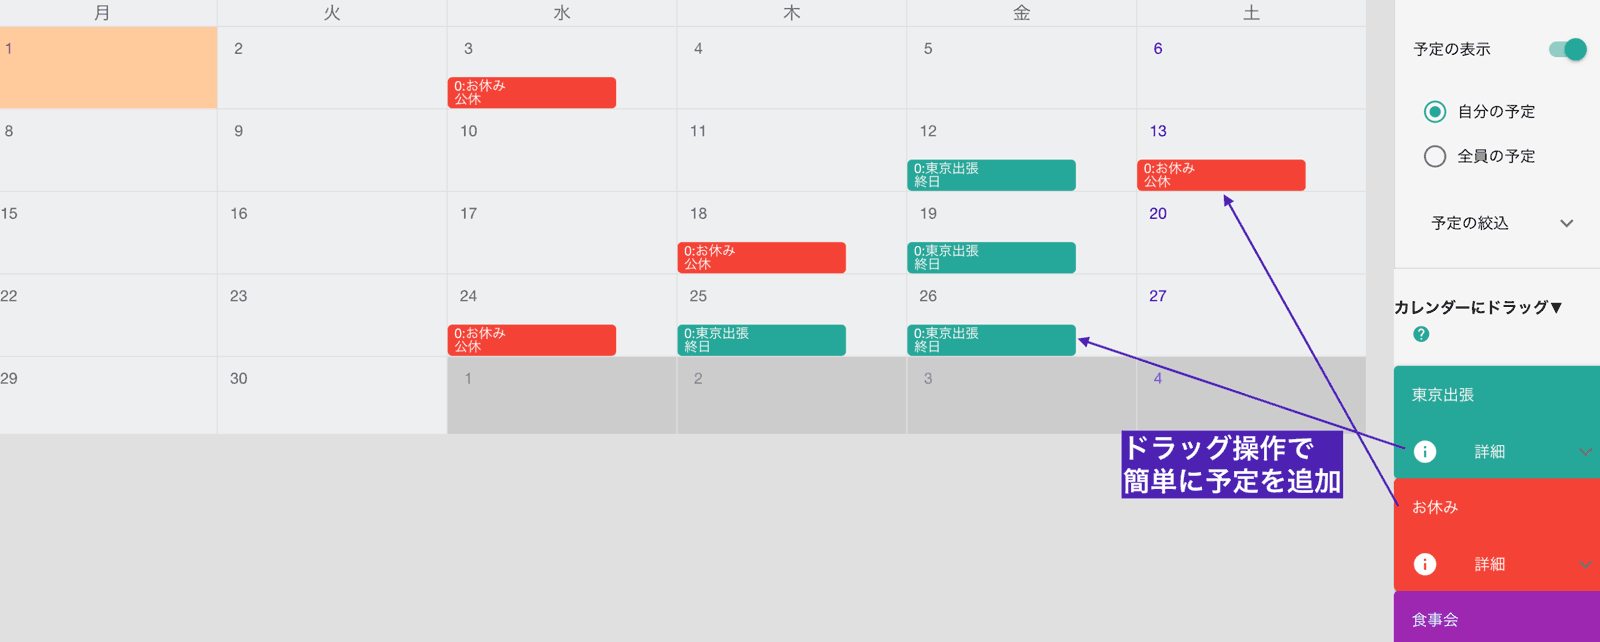 月 火 水 木 金 土
1 2 3 4 5 6
0:お休み
公休
8 9 10 11 12 13
0:東京出張 0:お休み
終日 公休
15 16 17 18 19 20
0:お休み 0:東京出張
公休 終日
22 23 24 25 26 27
0:お休み 0:東京出張 0:東京出張
公休 終日 終日
29 30 1 2 3 4
ドラッグ操作で
簡単に予定を追加
予定の表示
自分の予定
全員の予定
予定の絞込
カレンダーにドラッグ▼
?
東京出張
i 詳細
お休み
i 詳細
食事会